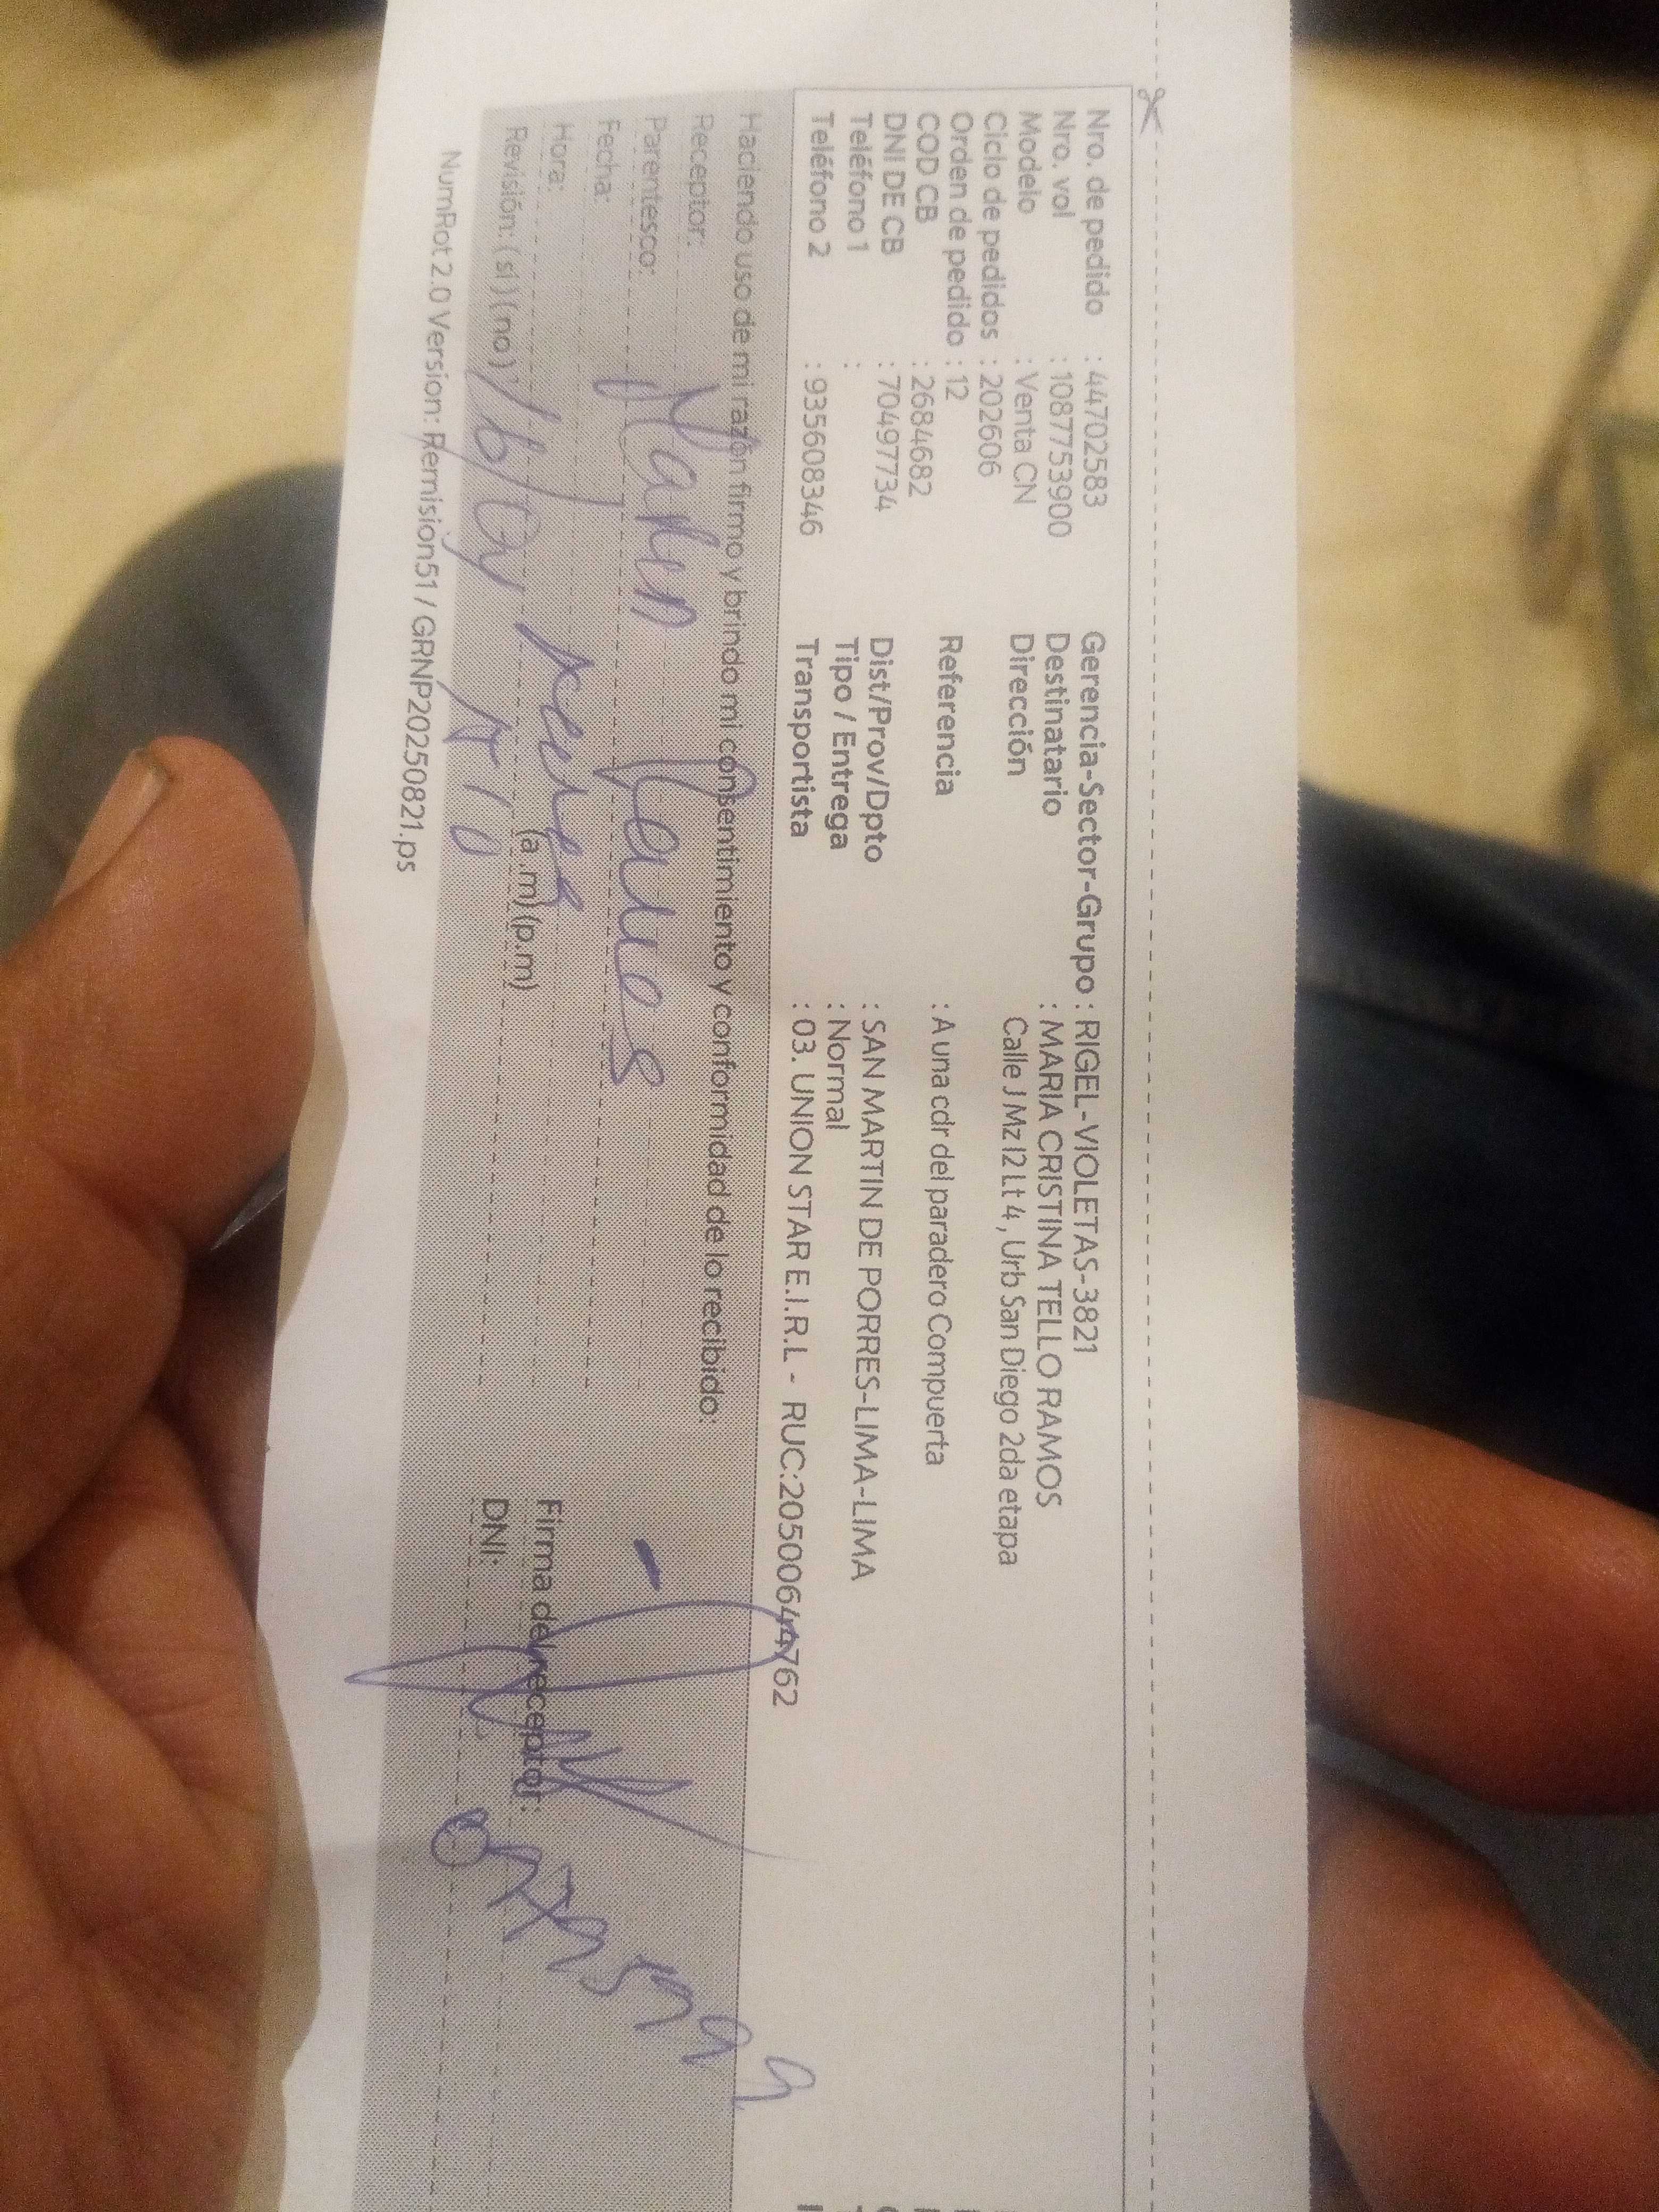 Nro. de pedido : 44702583
Nro. vol : 1087753900
Modelo : Venta CN
Ciclo de pedidos : 202606
Orden de pedido : 12
COD CB : 2684682
DNI DE CB : 70497734
Teléfono 1 :
Teléfono 2 : 935608346
Gerencia-Sector-Grupo : RIGEL-VIOLETAS-3821
Destinatario : MARIA CRISTINA TELLO RAMOS
Dirección Calle J Mz I2 Lt 4, Urb San Diego 2da etapa
Referencia : A una cdr del paradero Compuerta
Dist/Prov/Dpto : SAN MARTIN DE PORRES-LIMA-LIMA
Tipo / Entrega : Normal
Transportista : 03. UNION STAR E.I.R.L - RUC:20500644762
Haciendo uso de mi razón firmo y brindo mi consentimiento y conformidad de lo recibido:
Receptor:
Parentesco:
Fecha:
Hora: (a.m)(p.m)
Revisión: (si) (no)
Firma del receptor:
DNI:
NumRot 2.0 Version: Remision51 / GRNP20250821.ps